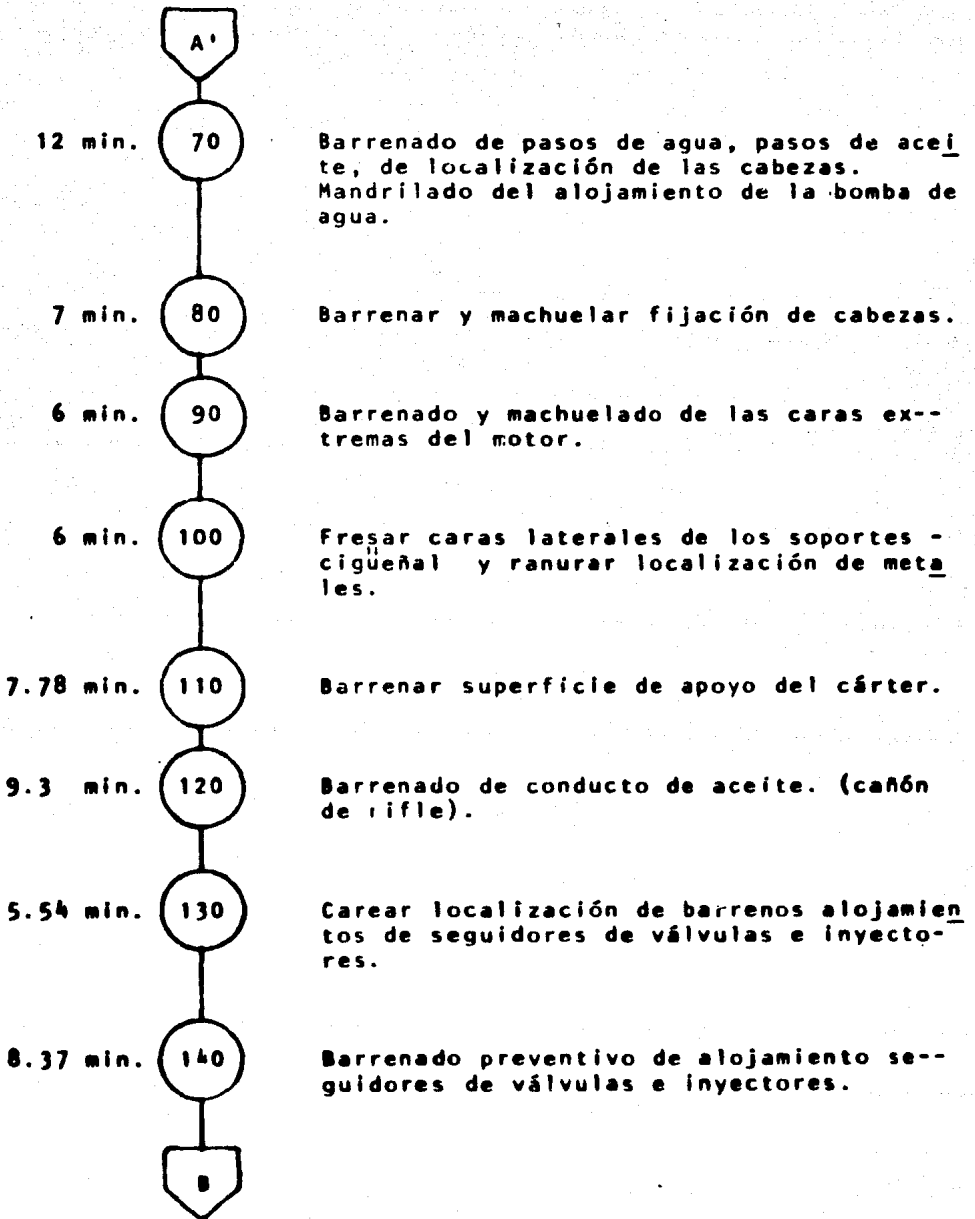 A'
12 min. 70 Barrenado de pasos de agua, pasos de acei
te, de localización de las cabezas.
Mandrilado del alojamiento de la bomba de
agua.
7 min. 80 Barrenar y machuelar fijación de cabezas.
6 min. 90 Barrenado y machuelado de las caras ex--
tremas del motor.
6 min. 100 Fresar caras laterales de los soportes -
cigüeñal y ranurar localización de meta
les.
7.78 min. 110 Barrenar superficie de apoyo del cárter.
9.3 min. 120 Barrenado de conducto de aceite. (cañón
de rifle).
5.54 min. 130 Carear localización de barrenos alojamien
tos de seguidores de válvulas e inyecto-
res.
8.37 min. 140 Barrenado preventivo de alojamiento se--
guidores de válvulas e inyectores.
B